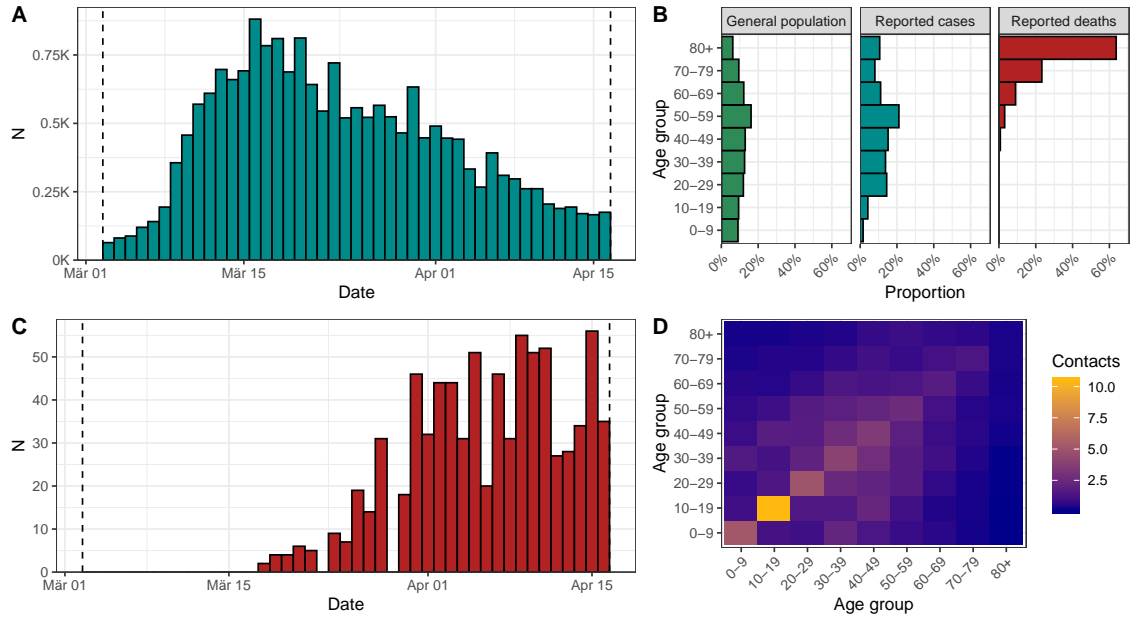 A
N
0.75K
0.5K
0.25K
0K
Mär 01
Mär 15
Apr 01
Apr 15
Date
B
General population
Reported cases
Reported deaths
Age group
80+
70−79
60−69
50−59
40−49
30−39
20−29
10−19
0−9
0%
20%
40%
60%
0%
20%
40%
60%
0%
20%
40%
60%
Proportion
C
N
50
40
30
20
10
0
Mär 01
Mär 15
Apr 01
Apr 15
Date
D
Age group
80+
70−79
60−69
50−59
40−49
30−39
20−29
10−19
0−9
0−9
10−19
20−29
30−39
40−49
50−59
60−69
70−79
80+
Age group
Contacts
10.0
7.5
5.0
2.5